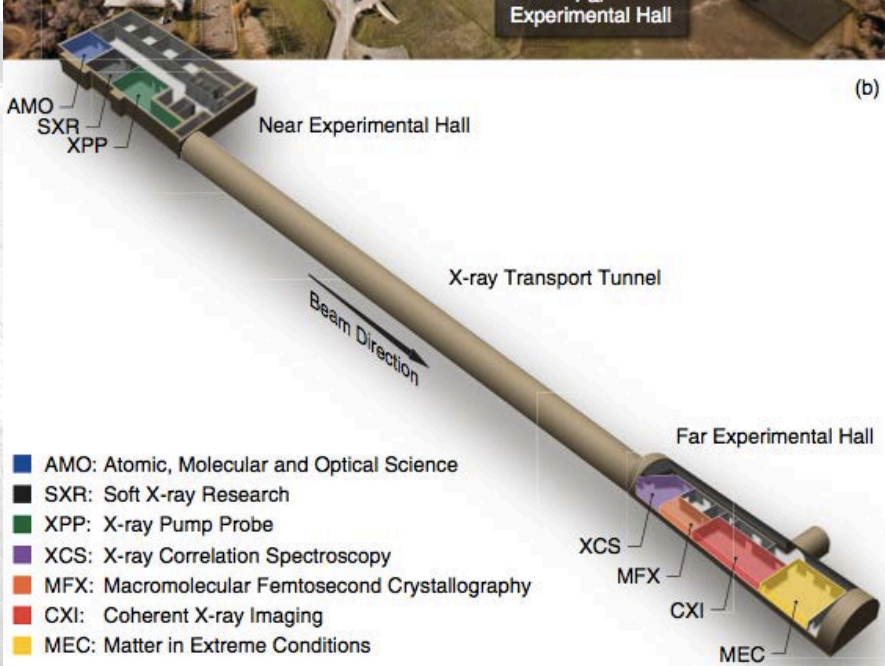 Experimental Hall
(b)
AMO
SXR
XPP
Near Experimental Hall
X-ray Transport Tunnel
Beam Direction
Far Experimental Hall
XCS
MFX
CXI
MEC
AMO: Atomic, Molecular and Optical Science
SXR: Soft X-ray Research
XPP: X-ray Pump Probe
XCS: X-ray Correlation Spectroscopy
MFX: Macromolecular Femtosecond Crystallography
CXI: Coherent X-ray Imaging
MEC: Matter in Extreme Conditions